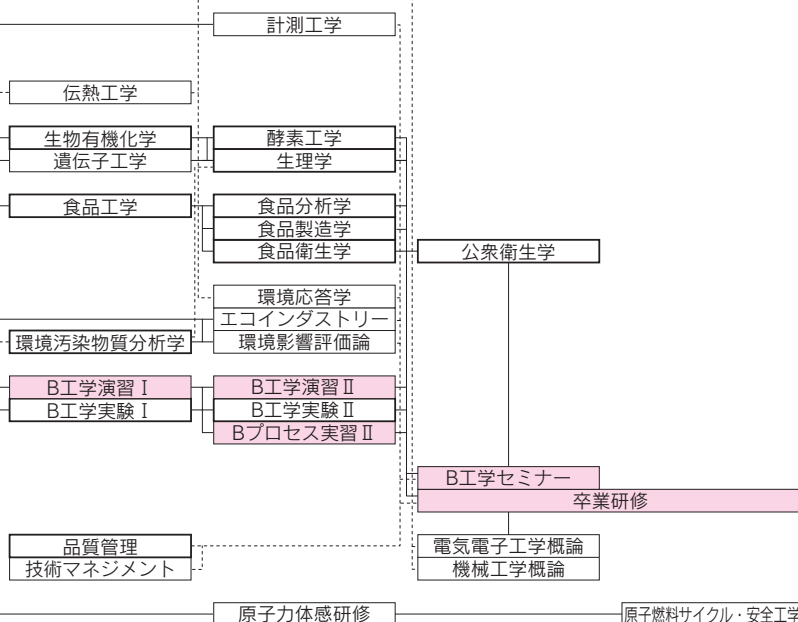 計測工学
伝熱工学
生物有機化学
酵素工学
遺伝子工学
生理学
食品工学
食品分析学
食品製造学
食品衛生学
公衆衛生学
環境応答学
エコインダストリー
環境汚染物質分析学
環境影響評価論
B工学演習Ⅰ
B工学演習Ⅱ
B工学実験Ⅰ
B工学実験Ⅱ
Bプロセス実習Ⅱ
B工学セミナー
卒業研修
品質管理
電気電子工学概論
技術マネジメント
機械工学概論
原子力体感研修
原子燃料サイクル・安全工学